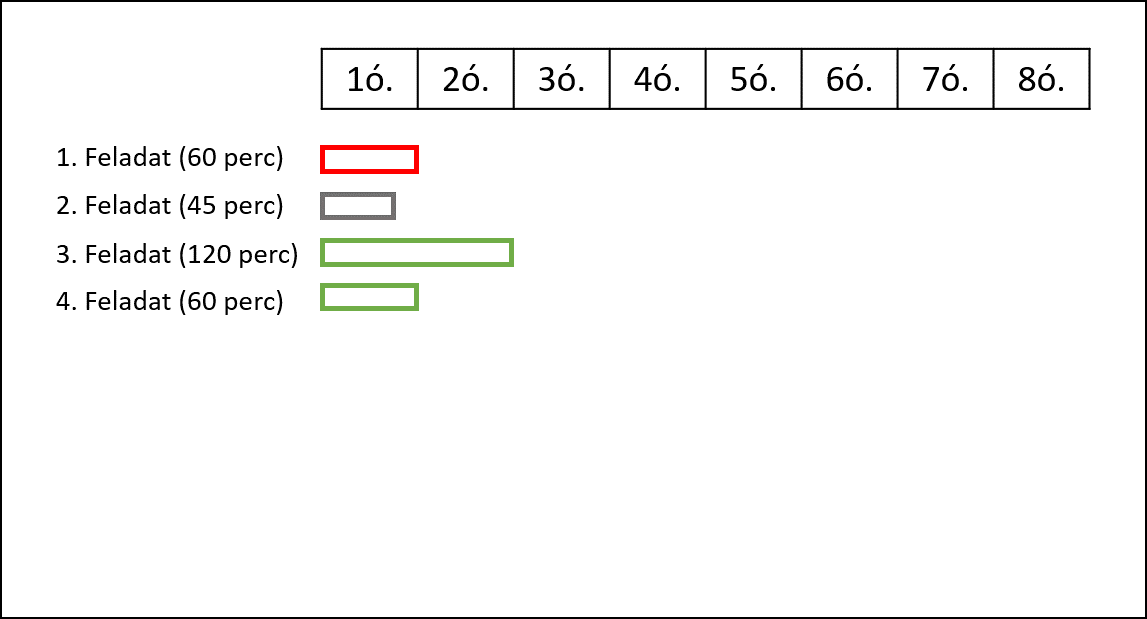 1ó. 2ó. 3ó. 4ó. 5ó. 6ó. 7ó. 8ó.
1. Feladat (60 perc)
2. Feladat (45 perc)
3. Feladat (120 perc)
4. Feladat (60 perc)